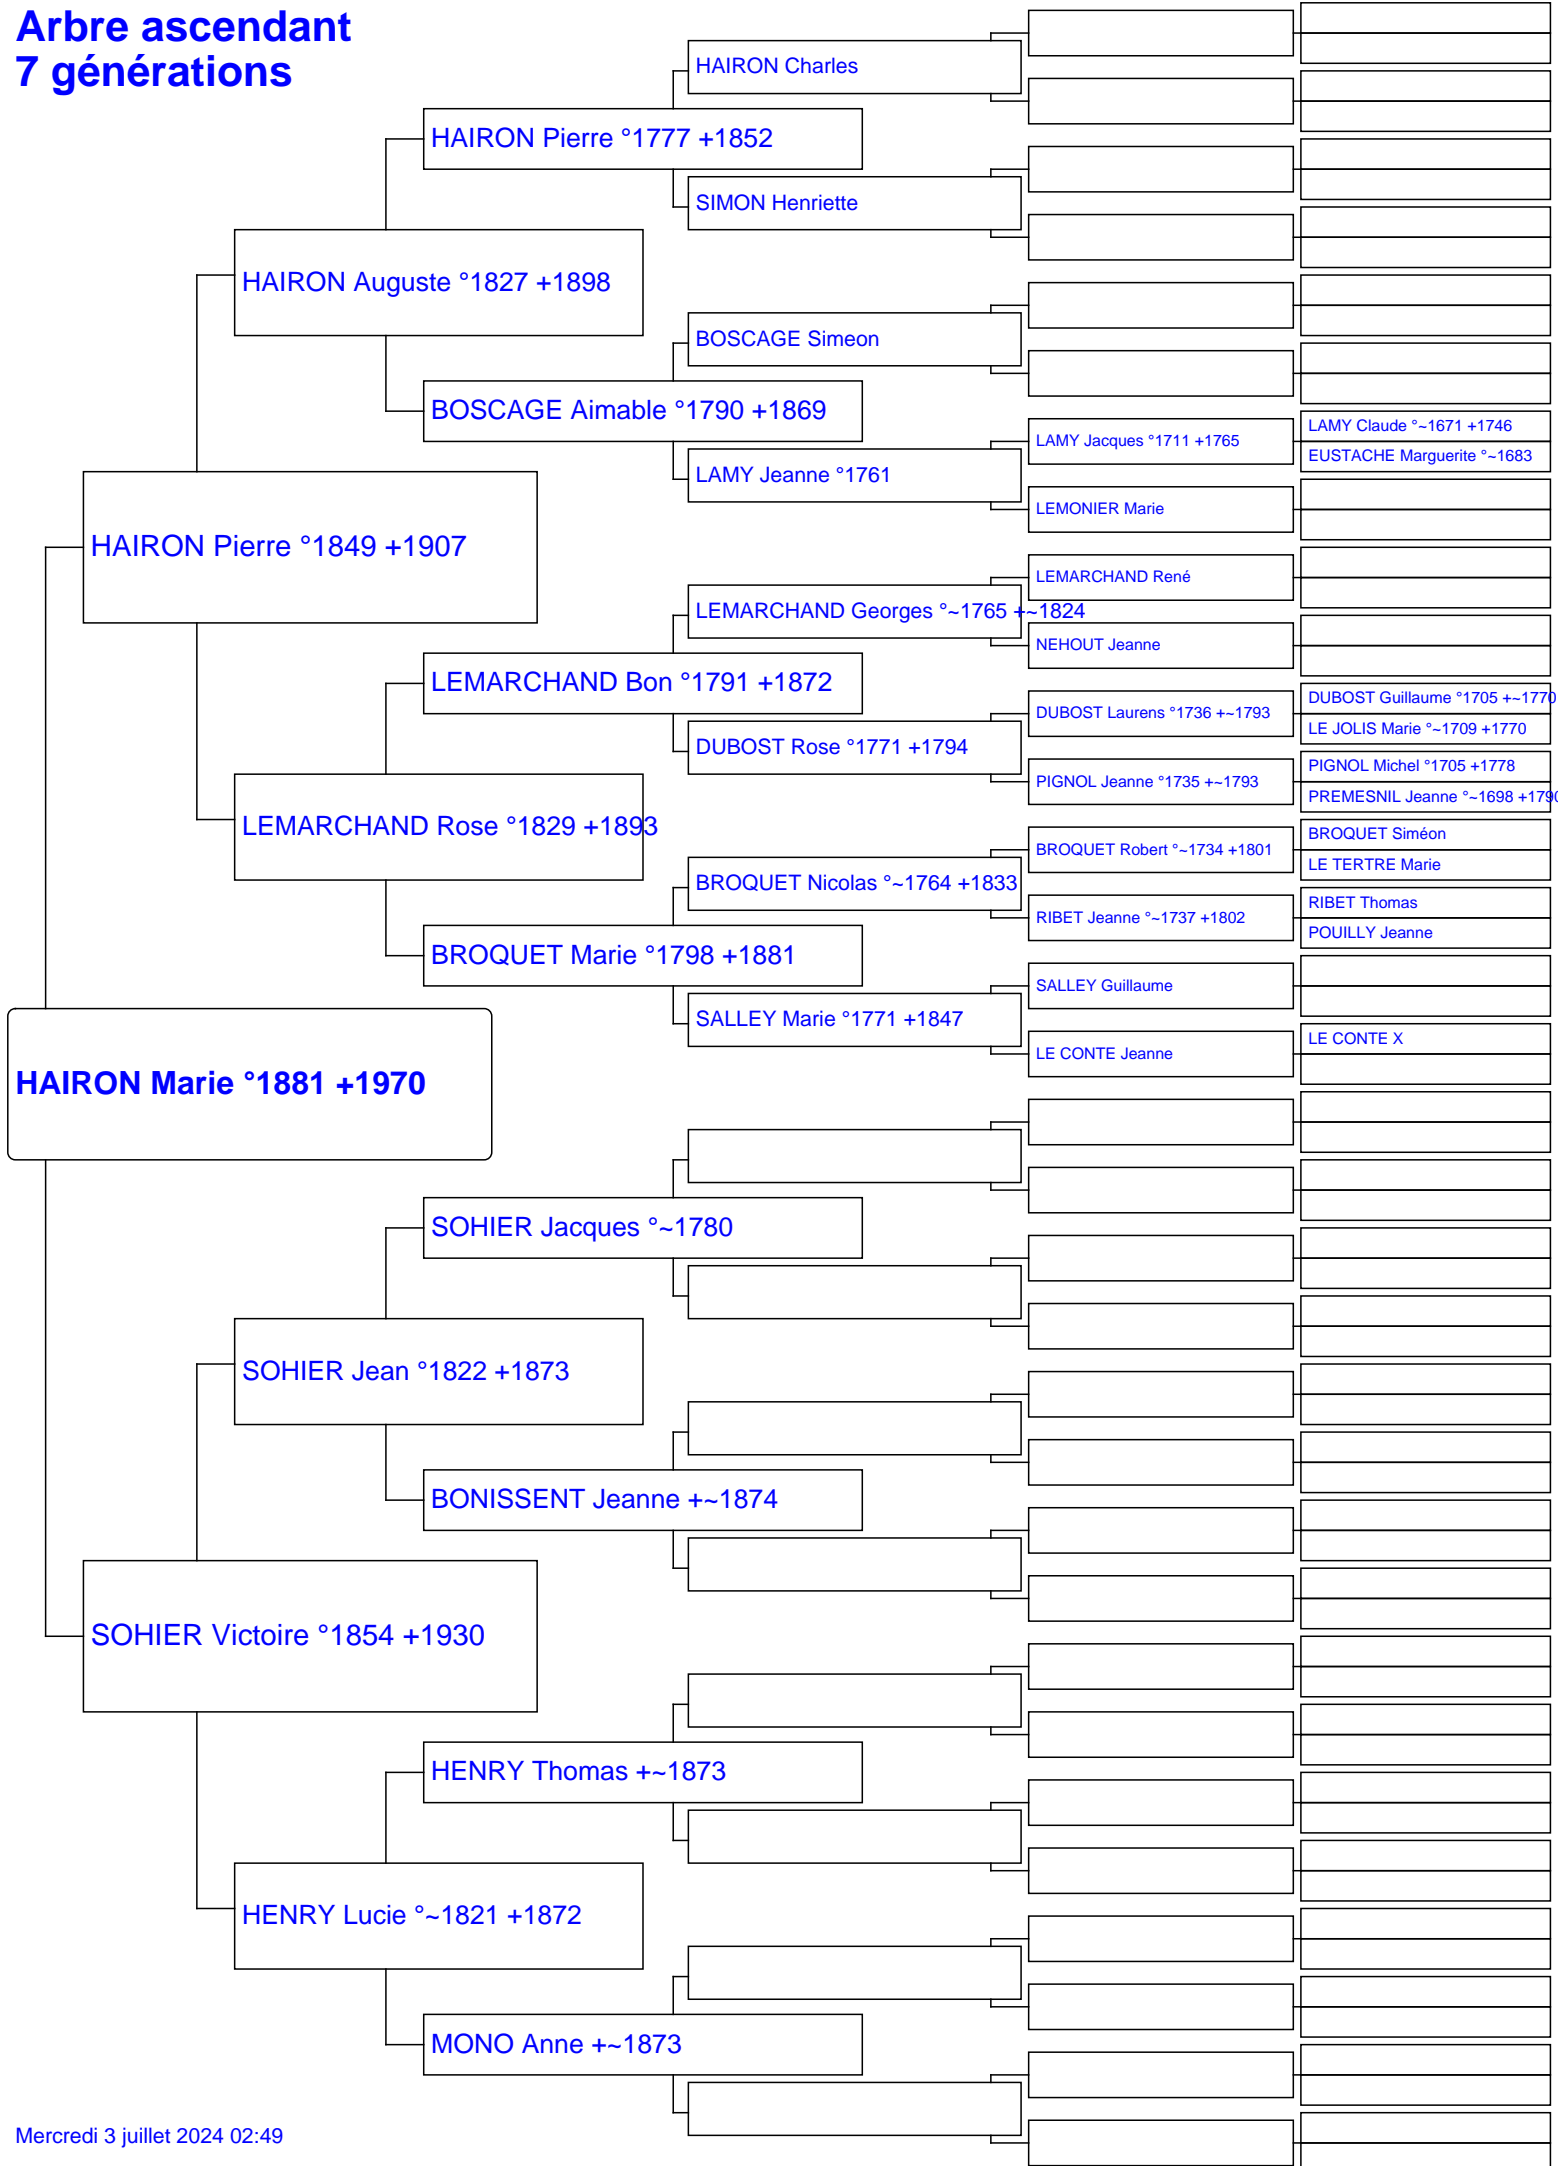 Arbre ascendant
7 générations
HAIRON Marie °1881 +1970
HAIRON Pierre °1849 +1907
SOHIER Victoire °1854 +1930
HAIRON Auguste °1827 +1898
LEMARCHAND Rose °1829 +1893
SOHIER Jean °1822 +1873
HENRY Lucie °~1821 +1872
HAIRON Pierre °1777 +1852
BOSCAGE Aimable °1790 +1869
LEMARCHAND Bon °1791 +1872
BROQUET Marie °1798 +1881
SOHIER Jacques °~1780
BONISSENT Jeanne +~1874
HENRY Thomas +~1873
MONO Anne +~1873
HAIRON Charles
SIMON Henriette
BOSCAGE Simeon
LAMY Jeanne °1761
LEMARCHAND Georges °~1765 +~1824
DUBOST Rose °1771 +1794
BROQUET Nicolas °~1764 +1833
SALLEY Marie °1771 +1847
LAMY Jacques °1711 +1765
LEMONIER Marie
LEMARCHAND René
NEHOUT Jeanne
DUBOST Laurens °1736 +~1793
PIGNOL Jeanne °1735 +~1793
BROQUET Robert °~1734 +1801
RIBET Jeanne °~1737 +1802
SALLEY Guillaume
LE CONTE Jeanne
LAMY Claude °~1671 +1746
EUSTACHE Marguerite °~1683
DUBOST Guillaume °1705 +~1770
LE JOLIS Marie °~1709 +1770
PIGNOL Michel °1705 +1778
PREMESNIL Jeanne °~1698 +1790
BROQUET Siméon
LE TERTRE Marie
RIBET Thomas
POUILLY Jeanne
LE CONTE X
Mercredi 3 juillet 2024 02:49